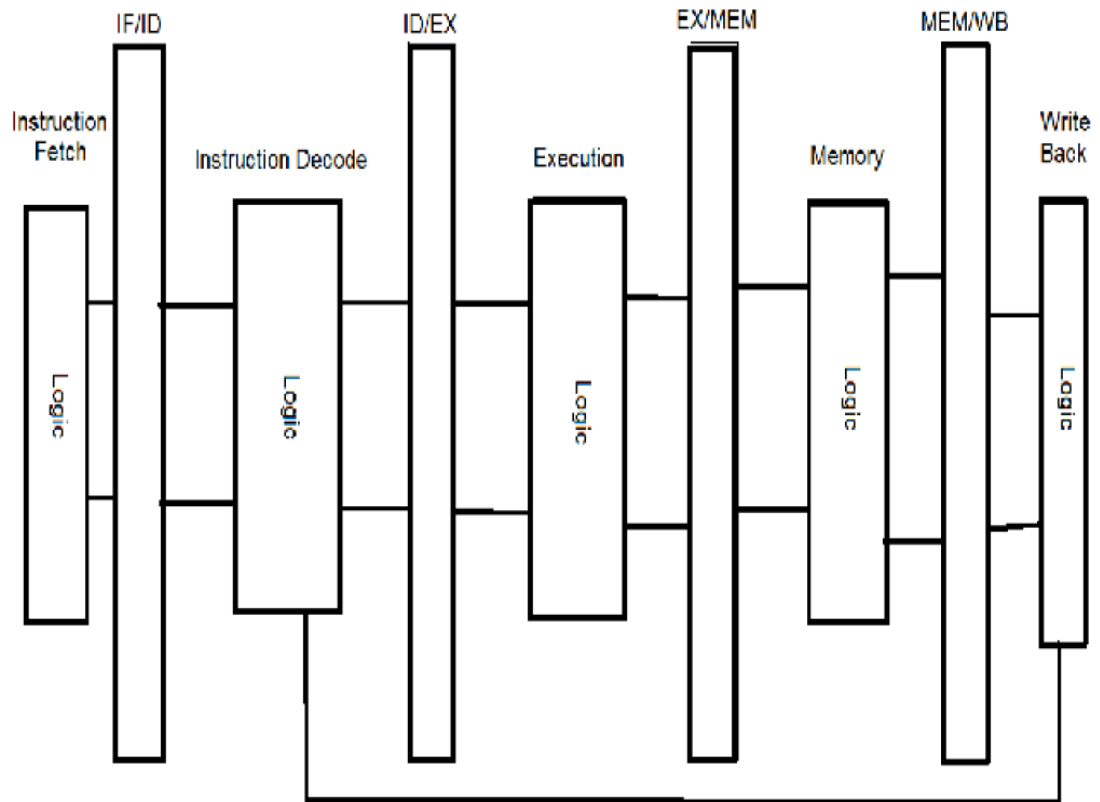 IF/ID
ID/EX
EX/MEM
MEM/WB
Instruction
Fetch
Instruction Decode
Execution
Memory
Write
Back
Logic
Logic
Logic
Logic
Logic